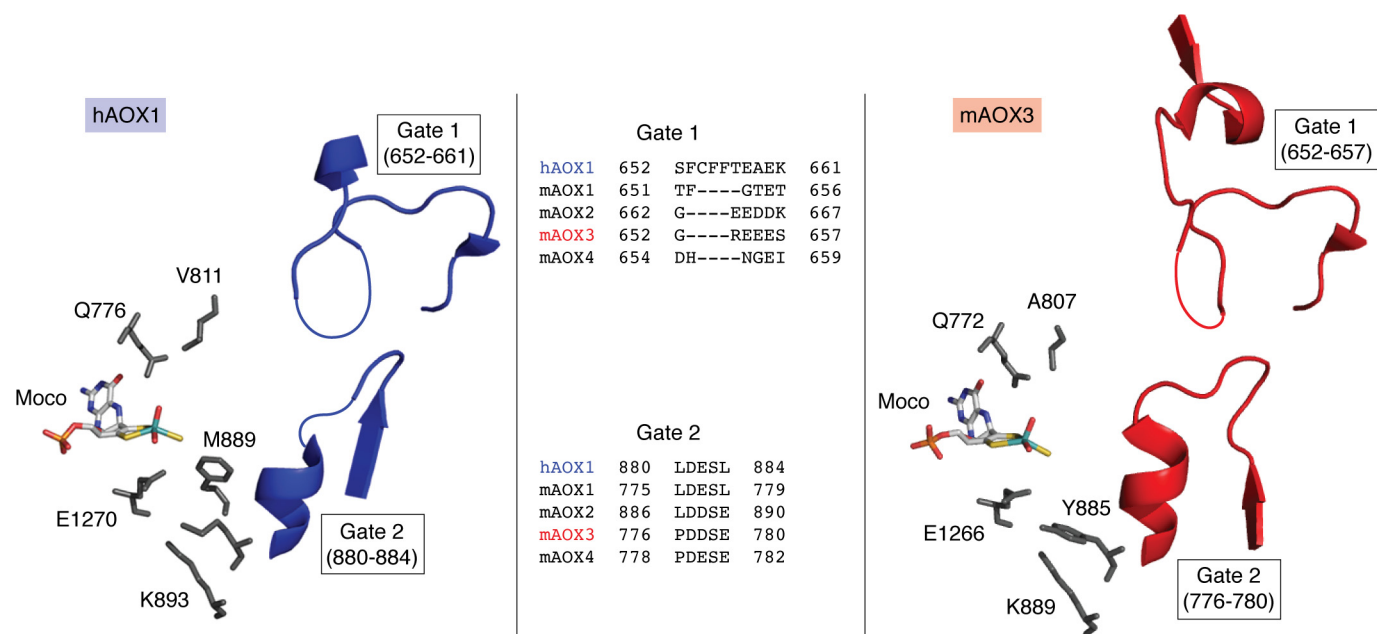 hAOX1
Gate 1
(652-661)
V811
Q776
Moco
M889
E1270
K893
Gate 2
(880-884)
Gate 1
hAOX1 652 SFCFFTEAEK 661
mAOX1 651 TF----GTET 656
mAOX2 662 G----EEDDK 667
mAOX3 652 G----REEES 657
mAOX4 654 DH----NGEI 659
Gate 2
hAOX1 880 LDESL 884
mAOX1 775 LDESL 779
mAOX2 886 LDDSE 890
mAOX3 776 PDDSE 780
mAOX4 778 PDESE 782
mAOX3
Gate 1
(652-657)
A807
Q772
Moco
Y885
E1266
K889
Gate 2
(776-780)